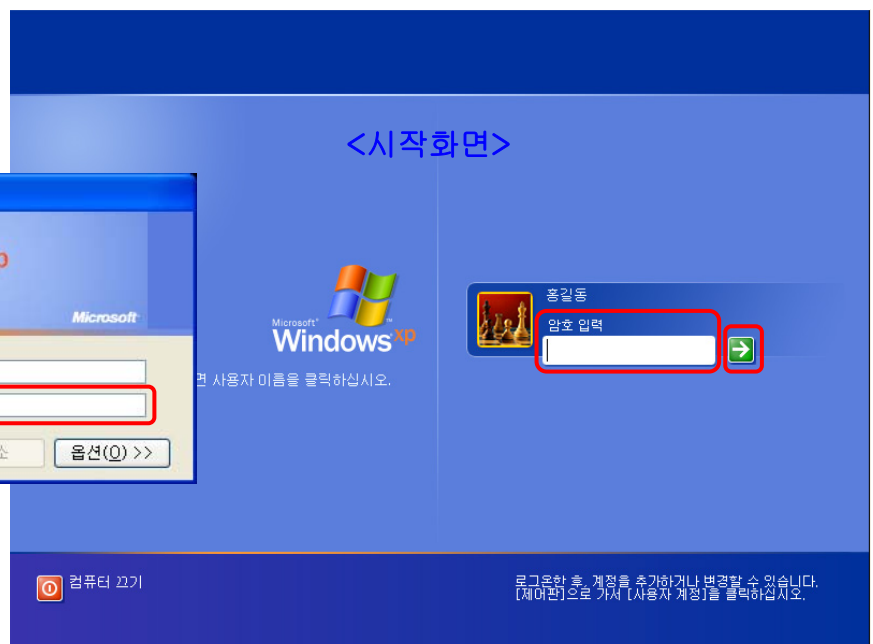 <시작화면>
Microsoft
Microsoft
Windows xp
면 사용자 이름을 클릭하십시오.
홍길동
암호 입력
옵션(O) >>
컴퓨터 끄기
로그온한 후, 계정을 추가하거나 변경할 수 있습니다.
[제어판]으로 가서 [사용자 계정]을 클릭하십시오.